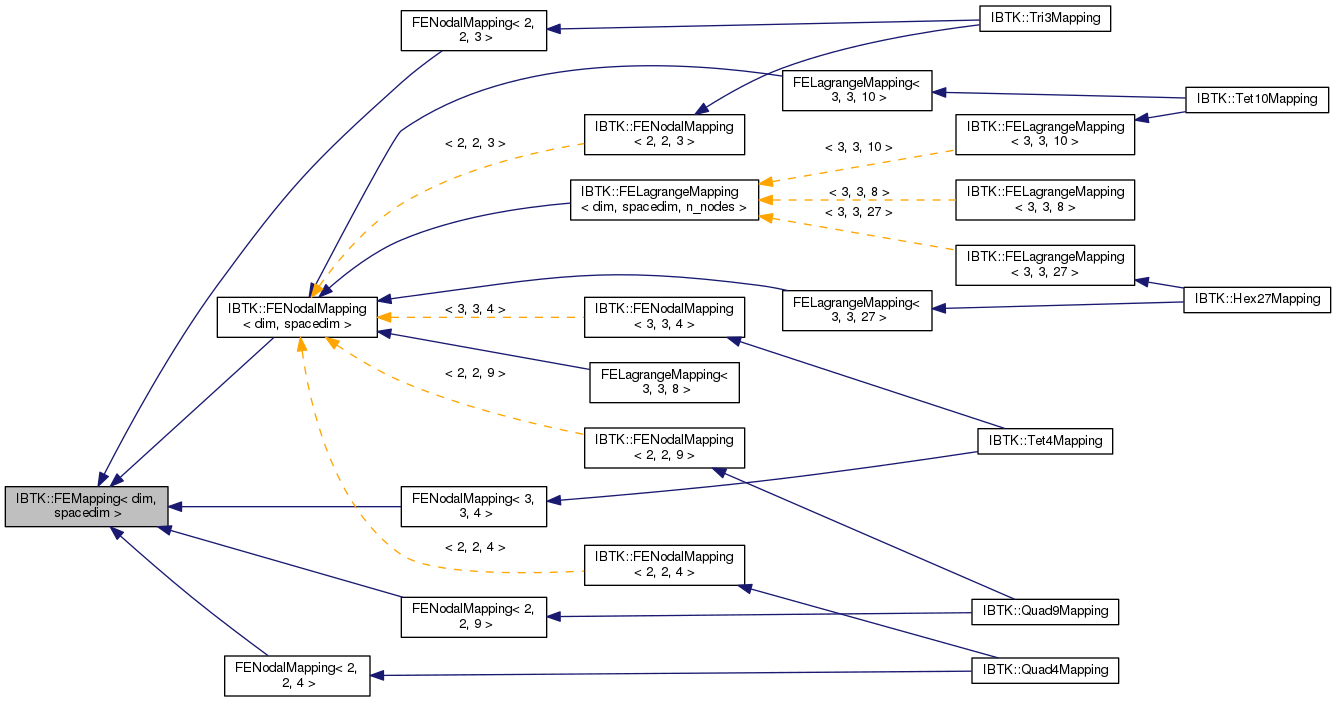 FENodalMapping< 2,
2, 3 >
IBTK::Tri3Mapping
FELagrangeMapping<
3, 3, 10 >
IBTK::Tet10Mapping
IBTK::FENodalMapping
< 2, 2, 3 >
IBTK::FELagrangeMapping
< 3, 3, 10 >
< 2, 2, 3 >
< 3, 3, 10 >
IBTK::FELagrangeMapping
< dim, spacedim, n_nodes >
< 3, 3, 8 >
IBTK::FELagrangeMapping
< 3, 3, 8 >
< 3, 3, 27 >
IBTK::FELagrangeMapping
< 3, 3, 27 >
IBTK::Hex27Mapping
IBTK::FENodalMapping
< dim, spacedim >
< 3, 3, 4 >
IBTK::FENodalMapping
< 3, 3, 4 >
FELagrangeMapping<
3, 3, 27 >
< 2, 2, 9 >
FELagrangeMapping<
3, 3, 8 >
IBTK::FENodalMapping
< 2, 2, 9 >
IBTK::Tet4Mapping
IBTK::FEMapping< dim,
spacedim >
FENodalMapping< 3,
3, 4 >
< 2, 2, 4 >
IBTK::FENodalMapping
< 2, 2, 4 >
FENodalMapping< 2,
2, 9 >
IBTK::Quad9Mapping
FENodalMapping< 2,
2, 4 >
IBTK::Quad4Mapping